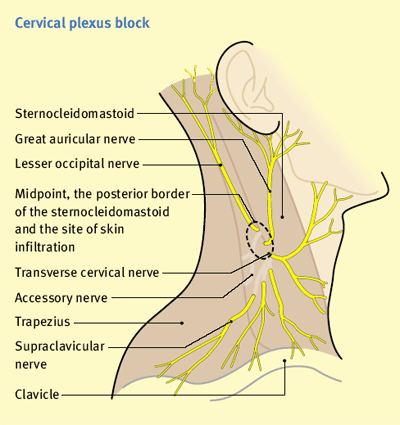 Cervical plexus block
Sternocleidomastoid
Great auricular nerve
Lesser occipital nerve
Midpoint, the posterior border
of the sternocleidomastoid
and the site of skin
infiltration
Transverse cervical nerve
Accessory nerve
Trapezius
Supraclavicular
nerve
Clavicle